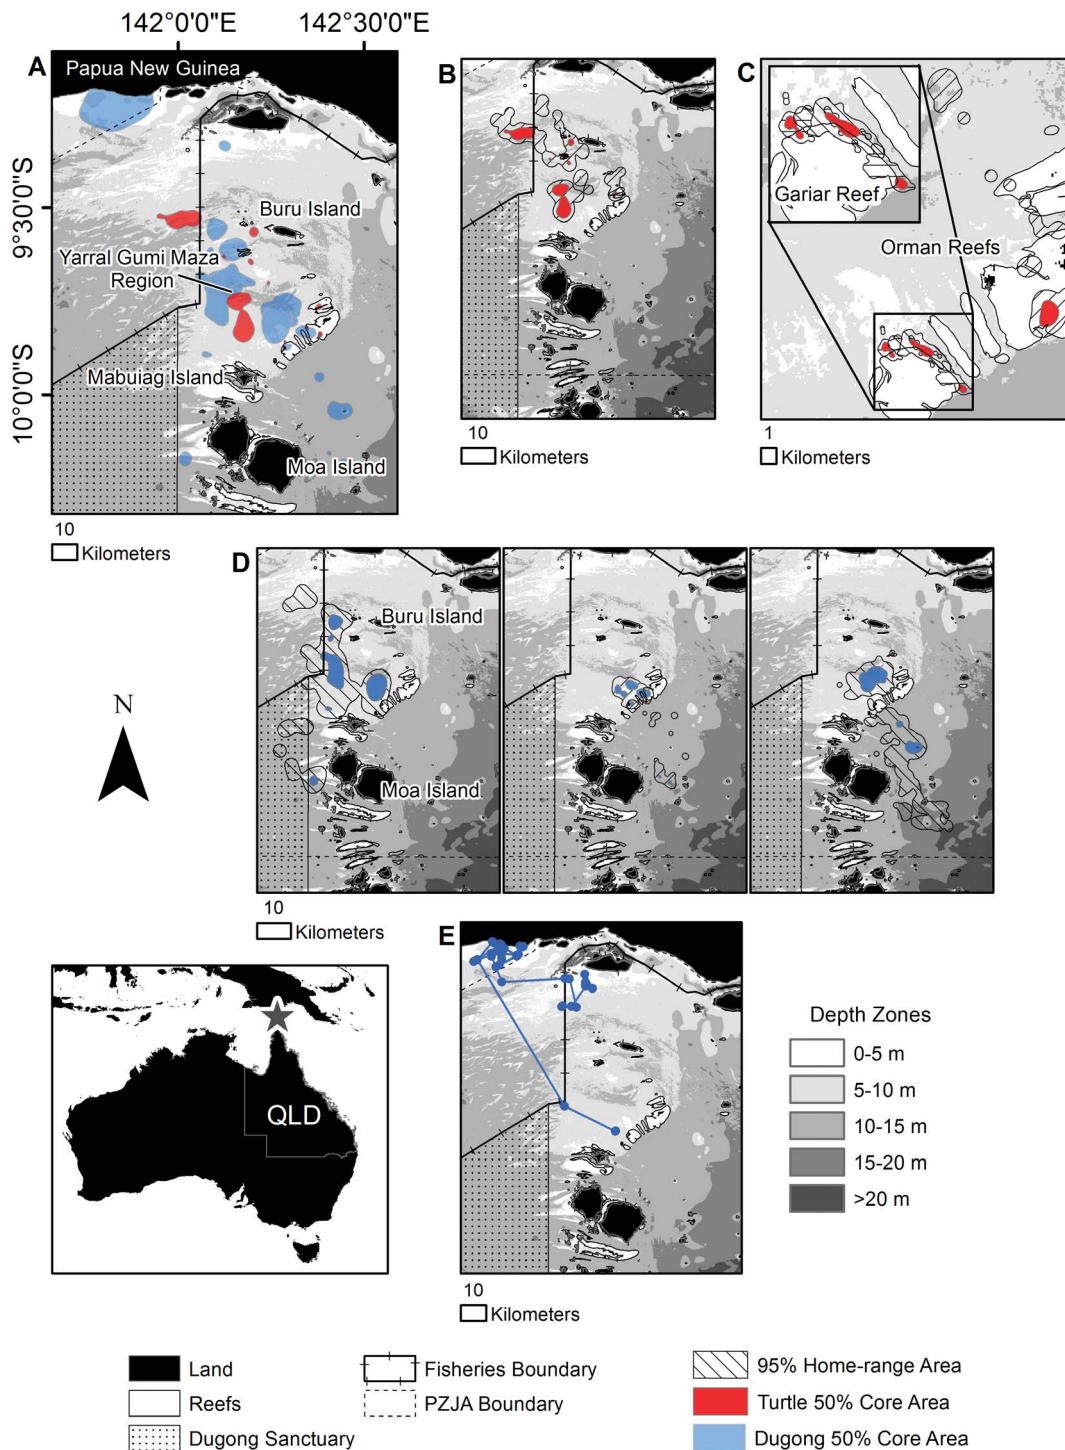 142°0'0"E
142°30'0"E
A
Papua New Guinea
9°30'0"S
10°0'0"S
Buru Island
Yarral Gumi Maza
Region
Mabuiag Island
Moa Island
10
Kilometers
B
10
Kilometers
C
Gariar Reef
Orman Reefs
1
Kilometers
D
Buru Island
Moa Island
10
Kilometers
N
E
10
Kilometers
QLD
Depth Zones
0-5 m
5-10 m
10-15 m
15-20 m
>20 m
Land
Reefs
Dugong Sanctuary
Fisheries Boundary
PZJA Boundary
95% Home-range Area
Turtle 50% Core Area
Dugong 50% Core Area